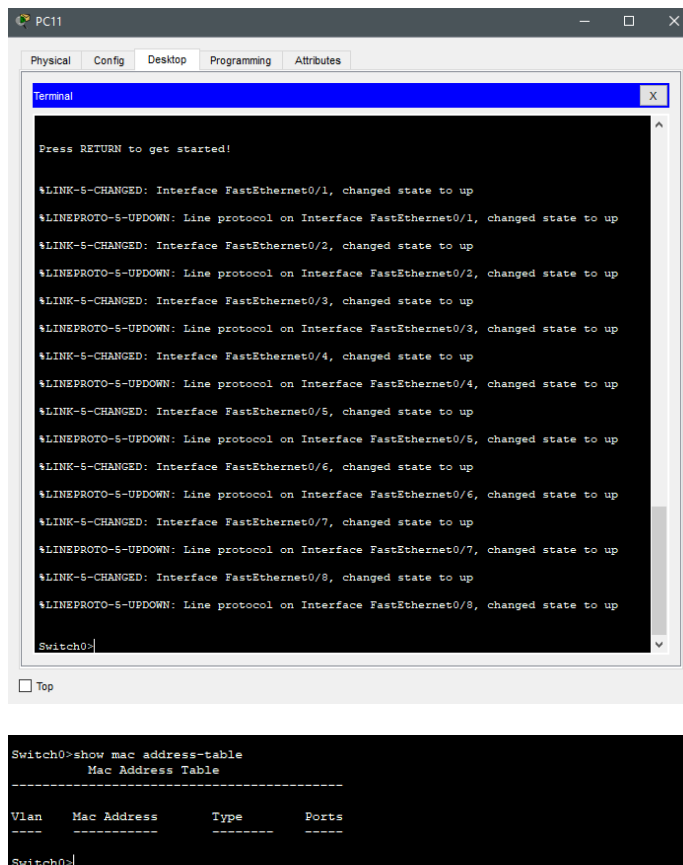 PC11
Physical Config Desktop Programming Attributes
Terminal
X
Press RETURN to get started!
%LINK-5-CHANGED: Interface FastEthernet0/1, changed state to up
%LINEPROTO-5-UPDOWN: Line protocol on Interface FastEthernet0/1, changed state to up
%LINK-5-CHANGED: Interface FastEthernet0/2, changed state to up
%LINEPROTO-5-UPDOWN: Line protocol on Interface FastEthernet0/2, changed state to up
%LINK-5-CHANGED: Interface FastEthernet0/3, changed state to up
%LINEPROTO-5-UPDOWN: Line protocol on Interface FastEthernet0/3, changed state to up
%LINK-5-CHANGED: Interface FastEthernet0/4, changed state to up
%LINEPROTO-5-UPDOWN: Line protocol on Interface FastEthernet0/4, changed state to up
%LINK-5-CHANGED: Interface FastEthernet0/5, changed state to up
%LINEPROTO-5-UPDOWN: Line protocol on Interface FastEthernet0/5, changed state to up
%LINK-5-CHANGED: Interface FastEthernet0/6, changed state to up
%LINEPROTO-5-UPDOWN: Line protocol on Interface FastEthernet0/6, changed state to up
%LINK-5-CHANGED: Interface FastEthernet0/7, changed state to up
%LINEPROTO-5-UPDOWN: Line protocol on Interface FastEthernet0/7, changed state to up
%LINK-5-CHANGED: Interface FastEthernet0/8, changed state to up
%LINEPROTO-5-UPDOWN: Line protocol on Interface FastEthernet0/8, changed state to up
Switch0>
Top
Switch0>show mac address-table
Mac Address Table
-------------------------------------------
Vlan Mac Address Type Ports
---- ----------- -------- -----
Switch0>